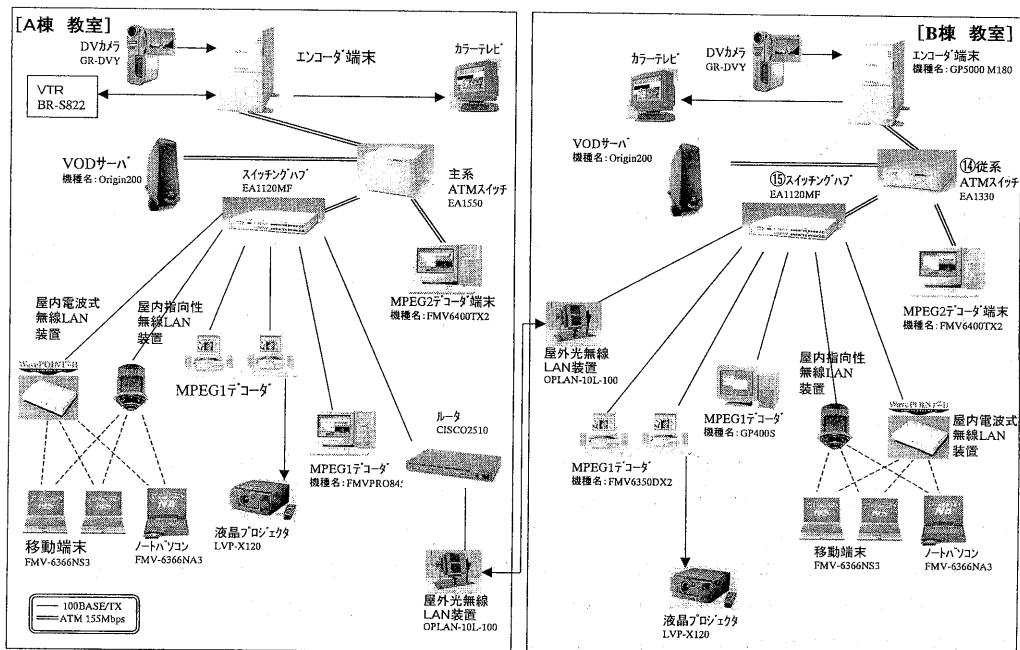 [A棟 教室]
DVカメラ
GR-DVY
エンコーダ端末
カラーテレビ
VTR
BR-S822
VODサーバ
機種名:Origin200
スイッチングハブ
EA1120MF
主系
ATMスイッチ
EA1550
MPEG2デコーダ端末
機種名:FMV6400TX2
屋内電波式
無線LAN
装置
屋内指向性
無線LAN
装置
WavePOINT-II
MPEG1デコーダ
MPEG1デコーダ
機種名:FMVPRO845
ルータ
CISCO2510
移動端末
FMV-6366NS3
ノートパソコン
FMV-6366NA3
液晶プロジェクタ
LVP-X120
屋外光無線
LAN装置
OPLAN-10L-100
100BASE/TX
ATM 155Mbps
[B棟 教室]
DVカメラ
GR-DVY
エンコーダ端末
機種名:GP5000 M180
カラーテレビ
VODサーバ
機種名:Origin200
⑮スイッチングハブ
EA1120MF
⑭従系
ATMスイッチ
EA1330
MPEG2デコーダ端末
機種名:FMV6400TX2
屋外光無線
LAN装置
OPLAN-10L-100
MPEG1デコーダ
機種名:GP400S
屋内指向性
無線LAN
装置
WavePOINT-II
屋内電波式
無線LAN
装置
MPEG1デコーダ
機種名:FMV6350DX2
移動端末
FMV-6366NS3
ノートパソコン
FMV-6366NA3
液晶プロジェクタ
LVP-X120